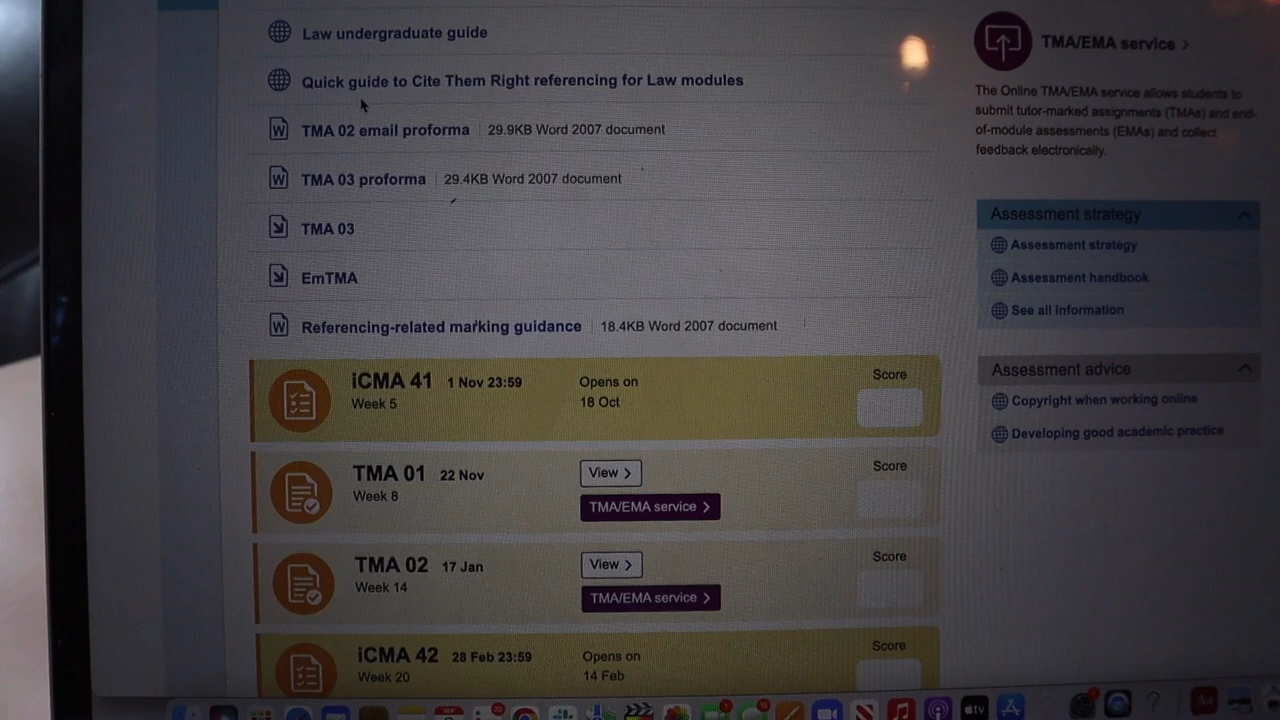 Law undergraduate guide
Quick guide to Cite Them Right referencing for Law modules
TMA 02 email proforma | 29.9KB Word 2007 document
TMA 03 proforma | 29.4KB Word 2007 document
TMA 03
EmTMA
Referencing-related marking guidance | 18.4KB Word 2007 document
iCMA 41 1 Nov 23:59
Week 5
Opens on
18 Oct
Score
TMA 01 22 Nov
Week 8
View >
TMA/EMA service >
Score
TMA 02 17 Jan
Week 14
View >
TMA/EMA service >
Score
iCMA 42 28 Feb 23:59
Week 20
Opens on
14 Feb
Score
TMA/EMA service >
The Online TMA/EMA service allows students to
submit tutor-marked assignments (TMAs) and end-
of-module assessments (EMAs) and collect
feedback electronically.
Assessment strategy
Assessment strategy
Assessment handbook
See all information
Assessment advice
Copyright when working online
Developing good academic practice
tv